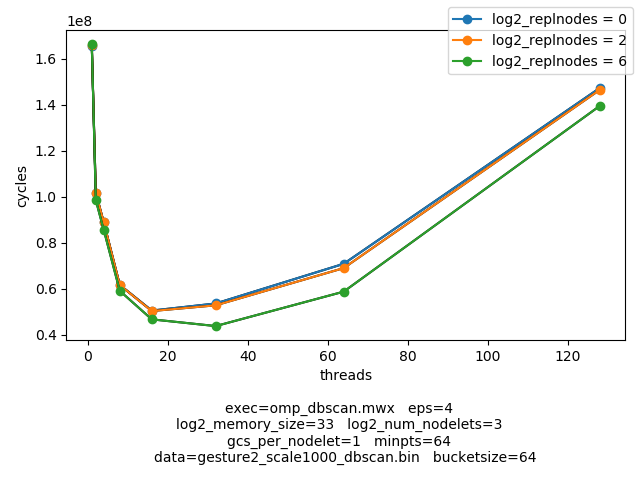 log2_replnodes = 0
log2_replnodes = 2
log2_replnodes = 6
1e8
1.6
1.4
1.2
1.0
0.8
0.6
0.4
cycles
0 20 40 60 80 100 120
threads
exec=omp_dbscan.mwx eps=4
log2_memory_size=33 log2_num_nodelets=3
gcs_per_nodelet=1 minpts=64
data=gesture2_scale1000_dbscan.bin bucketsize=64